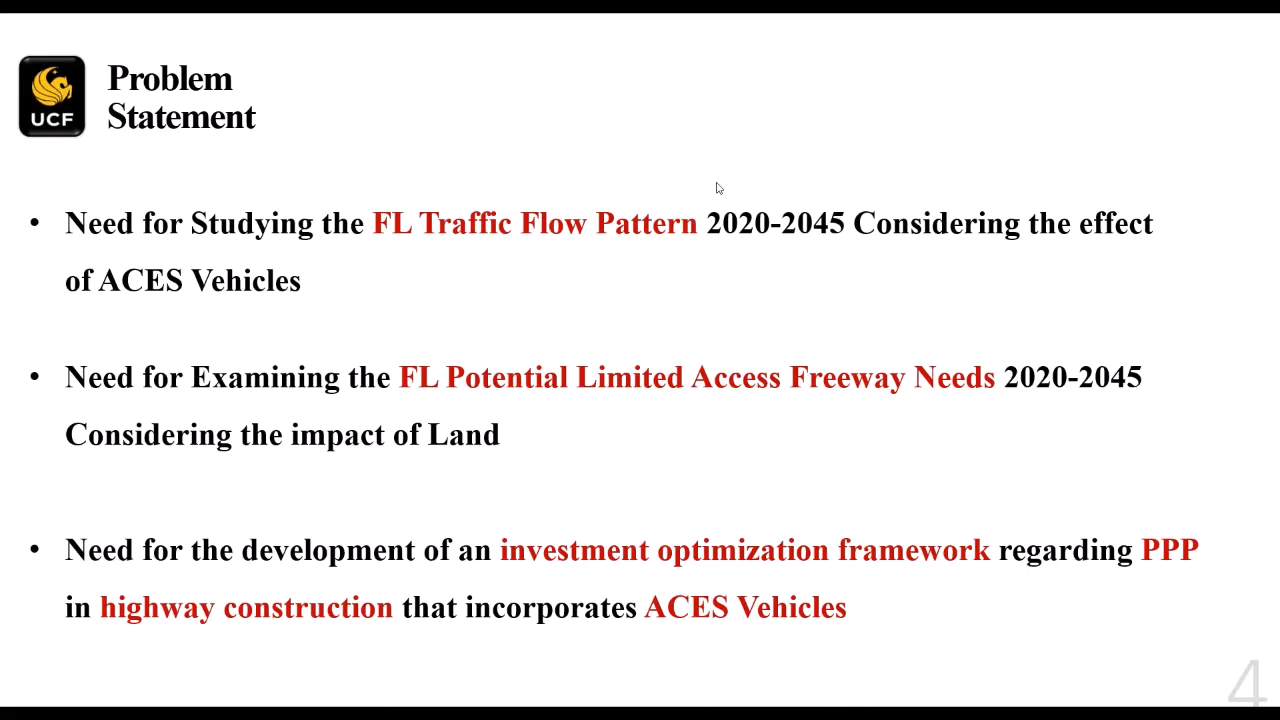 UCF
Problem
Statement
• Need for Studying the FL Traffic Flow Pattern 2020-2045 Considering the effect
of ACES Vehicles
• Need for Examining the FL Potential Limited Access Freeway Needs 2020-2045
Considering the impact of Land
• Need for the development of an investment optimization framework regarding PPP
in highway construction that incorporates ACES Vehicles
4